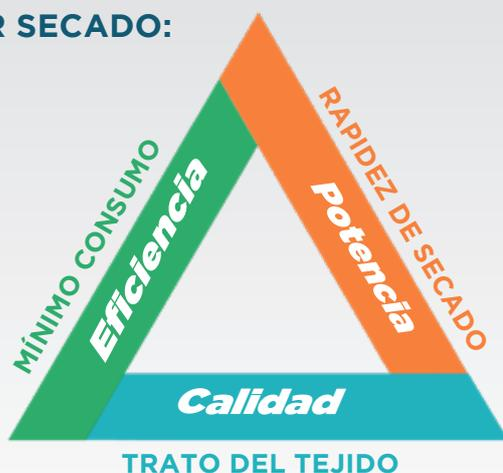 R SECADO:
MÍNIMO CONSUMO
Eficiencia
RAPIDEZ DE SECADO
Potencia
Calidad
TRATO DEL TEJIDO